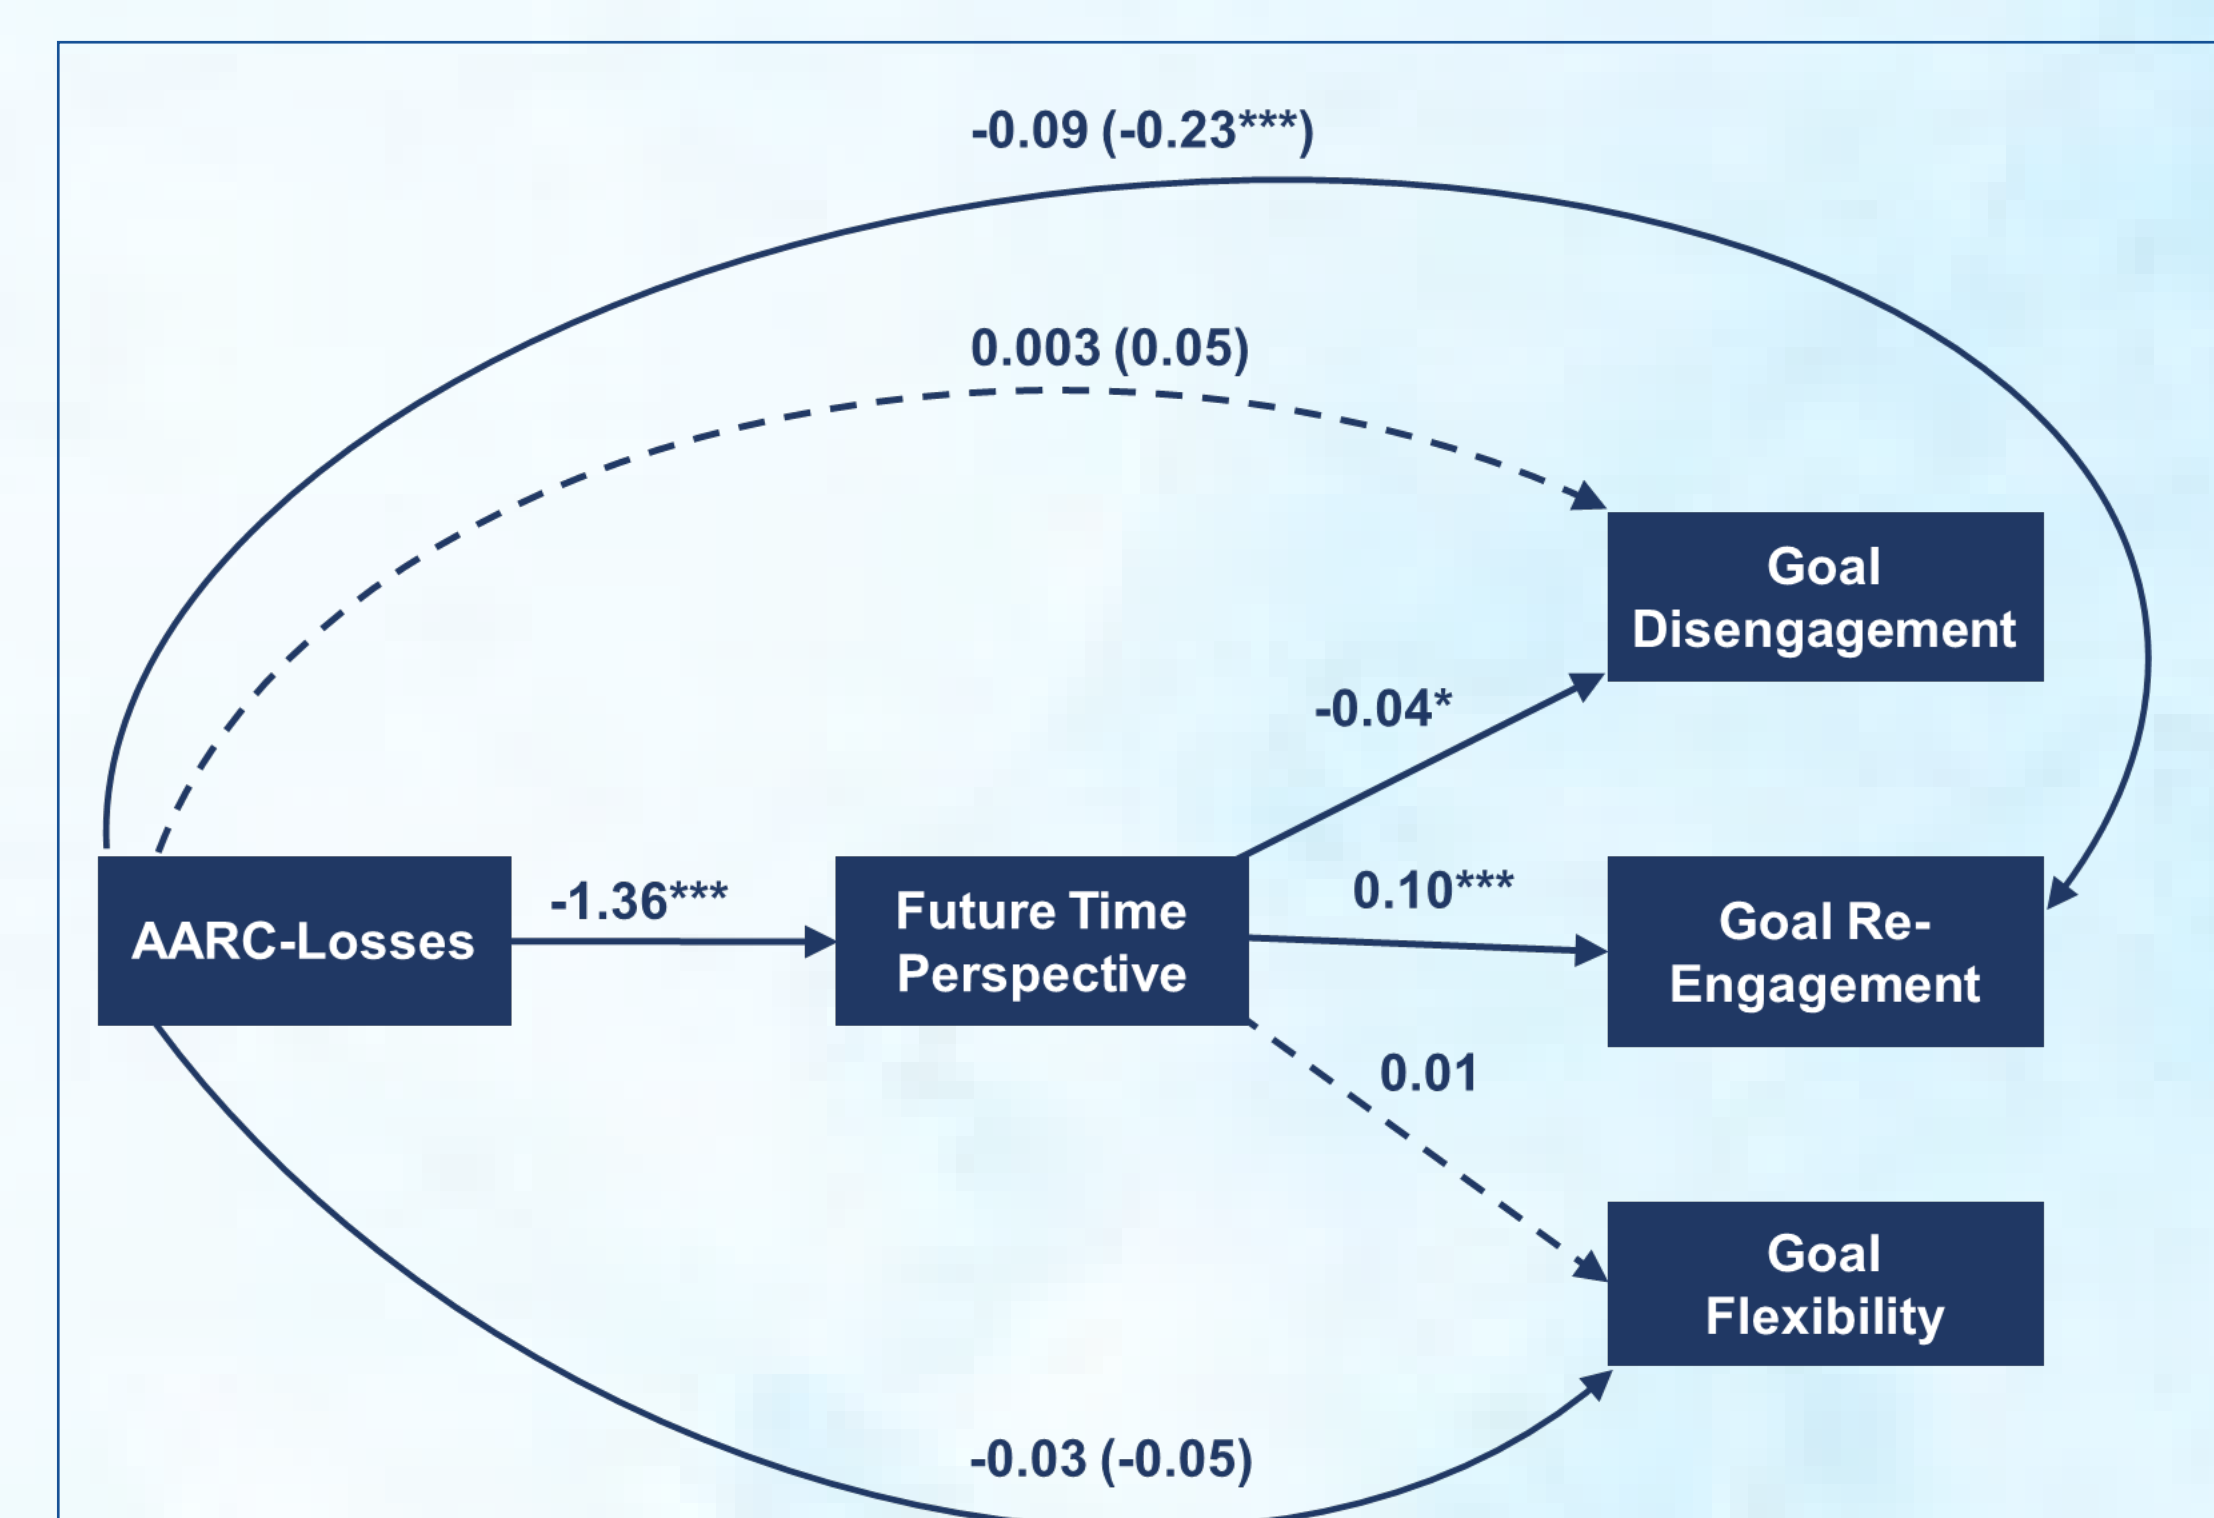 -0.09 (-0.23***)
0.003 (0.05)
Goal
Disengagement
-0.04*
AARC-Losses
-1.36***
Future Time
Perspective
0.10***
Goal Re-
Engagement
0.01
Goal
Flexibility
-0.03 (-0.05)